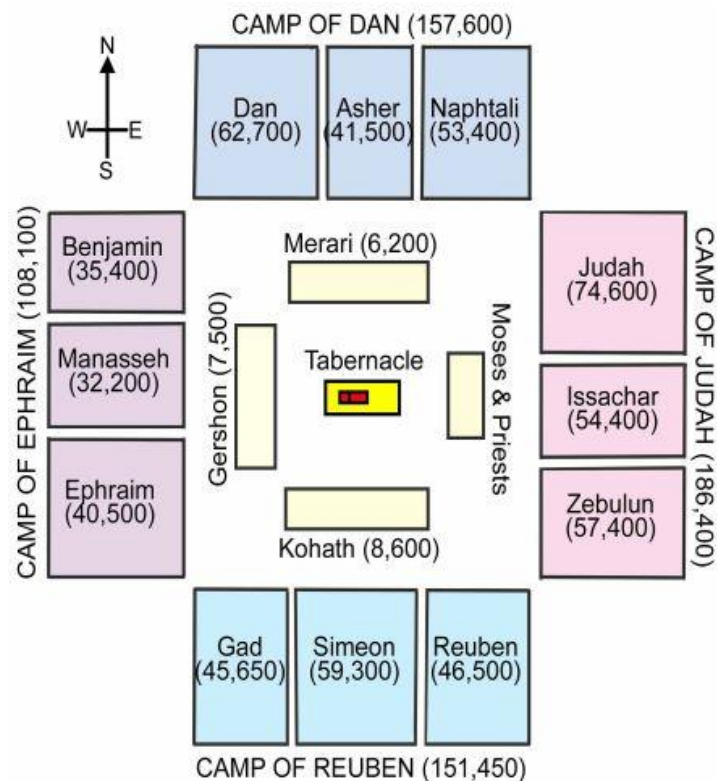 CAMP OF DAN (157,600)
N
W
E
S
Dan
(62,700)
Asher
(41,500)
Naphtali
(53,400)
CAMP OF EPHRAIM (108,100)
Benjamin
(35,400)
Manasseh
(32,200)
Ephraim
(40,500)
Merari (6,200)
Gershon (7,500)
Tabernacle
Moses & Priests
Kohath (8,600)
Judah
(74,600)
Issachar
(54,400)
Zebulun
(57,400)
CAMP OF JUDAH (186,400)
Gad
(45,650)
Simeon
(59,300)
Reuben
(46,500)
CAMP OF REUBEN (151,450)